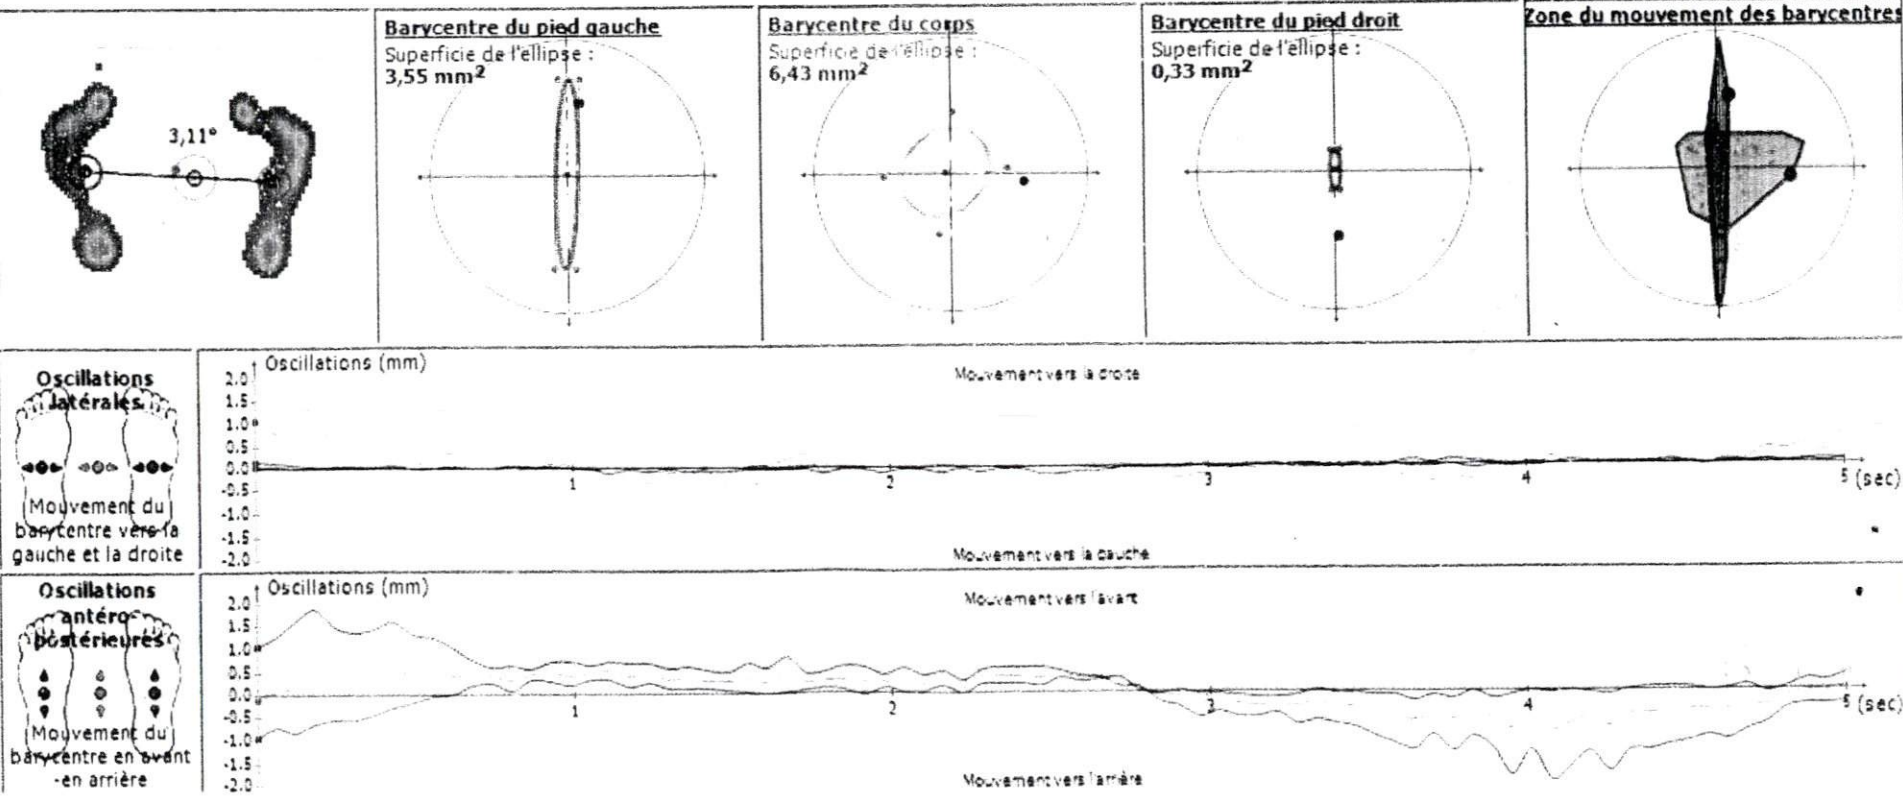 3,11°
Barycentre du pied gauche
Superficie de l'ellipse :
3,55 mm²
Barycentre du corps
Superficie de l'ellipse :
6,43 mm²
Barycentre du pied droit
Superficie de l'ellipse :
0,33 mm²
Zone du mouvement des barycentres
Oscillations
latérales
Mouvement du
barycentre vers la
gauche et la droite
Oscillations (mm)
Mouvement vers la droite
2.0
1.5
1.0
0.5
0.0
-0.5
-1.0
-1.5
-2.0
1 2 3 4 5 (sec)
Mouvement vers la gauche
Oscillations
antéro-
postérieures
Mouvement du
barycentre en avant
-en arrière
Oscillations (mm)
Mouvement vers l'avant
2.0
1.5
1.0
0.5
0.0
-0.5
-1.0
-1.5
-2.0
1 2 3 4 5 (sec)
Mouvement vers l'arrière